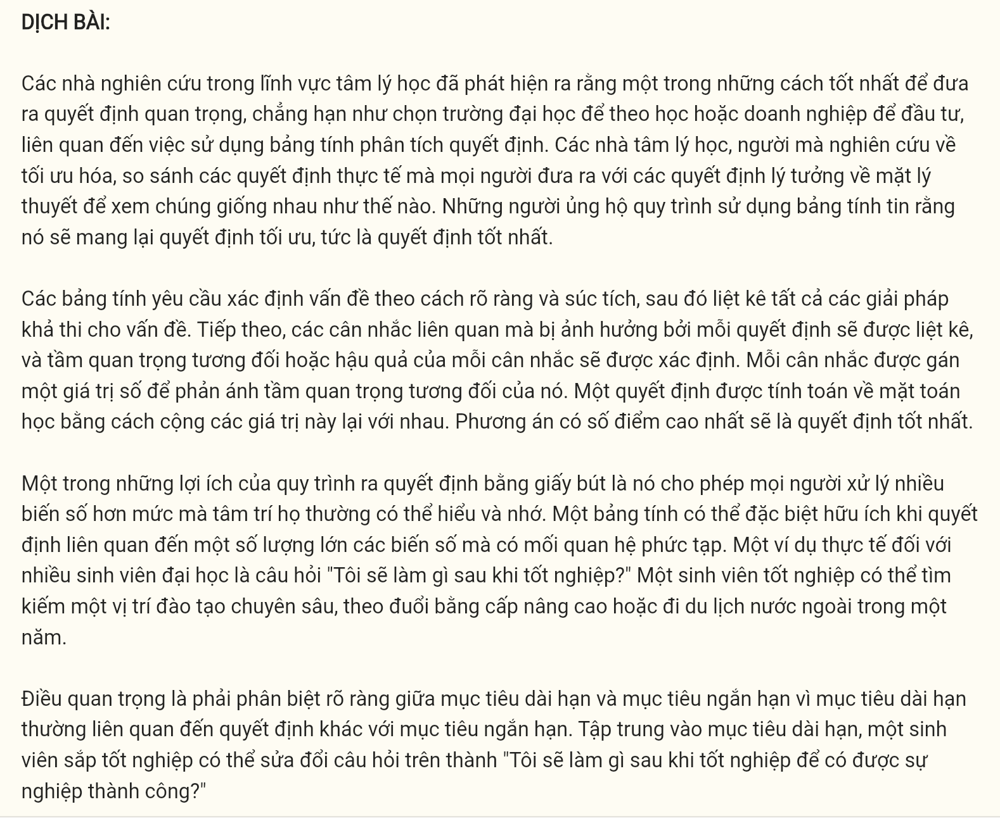 DỊCH BÀI:
Các nhà nghiên cứu trong lĩnh vực tâm lý học đã phát hiện ra rằng một trong những cách tốt nhất để đưa
ra quyết định quan trọng, chẳng hạn như chọn trường đại học để theo học hoặc doanh nghiệp để đầu tư,
liên quan đến việc sử dụng bảng tính phân tích quyết định. Các nhà tâm lý học, người mà nghiên cứu về
tối ưu hóa, so sánh các quyết định thực tế mà mọi người đưa ra với các quyết định lý tưởng về mặt lý
thuyết để xem chúng giống nhau như thế nào. Những người ủng hộ quy trình sử dụng bảng tính tin rằng
nó sẽ mang lại quyết định tối ưu, tức là quyết định tốt nhất.
Các bảng tính yêu cầu xác định vấn đề theo cách rõ ràng và súc tích, sau đó liệt kê tất cả các giải pháp
khả thi cho vấn đề. Tiếp theo, các cân nhắc liên quan mà bị ảnh hưởng bởi mỗi quyết định sẽ được liệt kê,
và tầm quan trọng tương đối hoặc hậu quả của mỗi cân nhắc sẽ được xác định. Mỗi cân nhắc được gán
một giá trị số để phản ánh tầm quan trọng tương đối của nó. Một quyết định được tính toán về mặt toán
học bằng cách cộng các giá trị này lại với nhau. Phương án có số điểm cao nhất sẽ là quyết định tốt nhất.
Một trong những lợi ích của quy trình ra quyết định bằng giấy bút là nó cho phép mọi người xử lý nhiều
biến số hơn mức mà tâm trí họ thường có thể hiểu và nhớ. Một bảng tính có thể đặc biệt hữu ích khi quyết
định liên quan đến một số lượng lớn các biến số mà có mối quan hệ phức tạp. Một ví dụ thực tế đối với
nhiều sinh viên đại học là câu hỏi "Tôi sẽ làm gì sau khi tốt nghiệp?" Một sinh viên tốt nghiệp có thể tìm
kiếm một vị trí đào tạo chuyên sâu, theo đuổi bằng cấp nâng cao hoặc đi du lịch nước ngoài trong một
năm.
Điều quan trọng là phải phân biệt rõ ràng giữa mục tiêu dài hạn và mục tiêu ngắn hạn vì mục tiêu dài hạn
thường liên quan đến quyết định khác với mục tiêu ngắn hạn. Tập trung vào mục tiêu dài hạn, một sinh
viên sắp tốt nghiệp có thể sửa đổi câu hỏi trên thành "Tôi sẽ làm gì sau khi tốt nghiệp để có được sự
nghiệp thành công?"